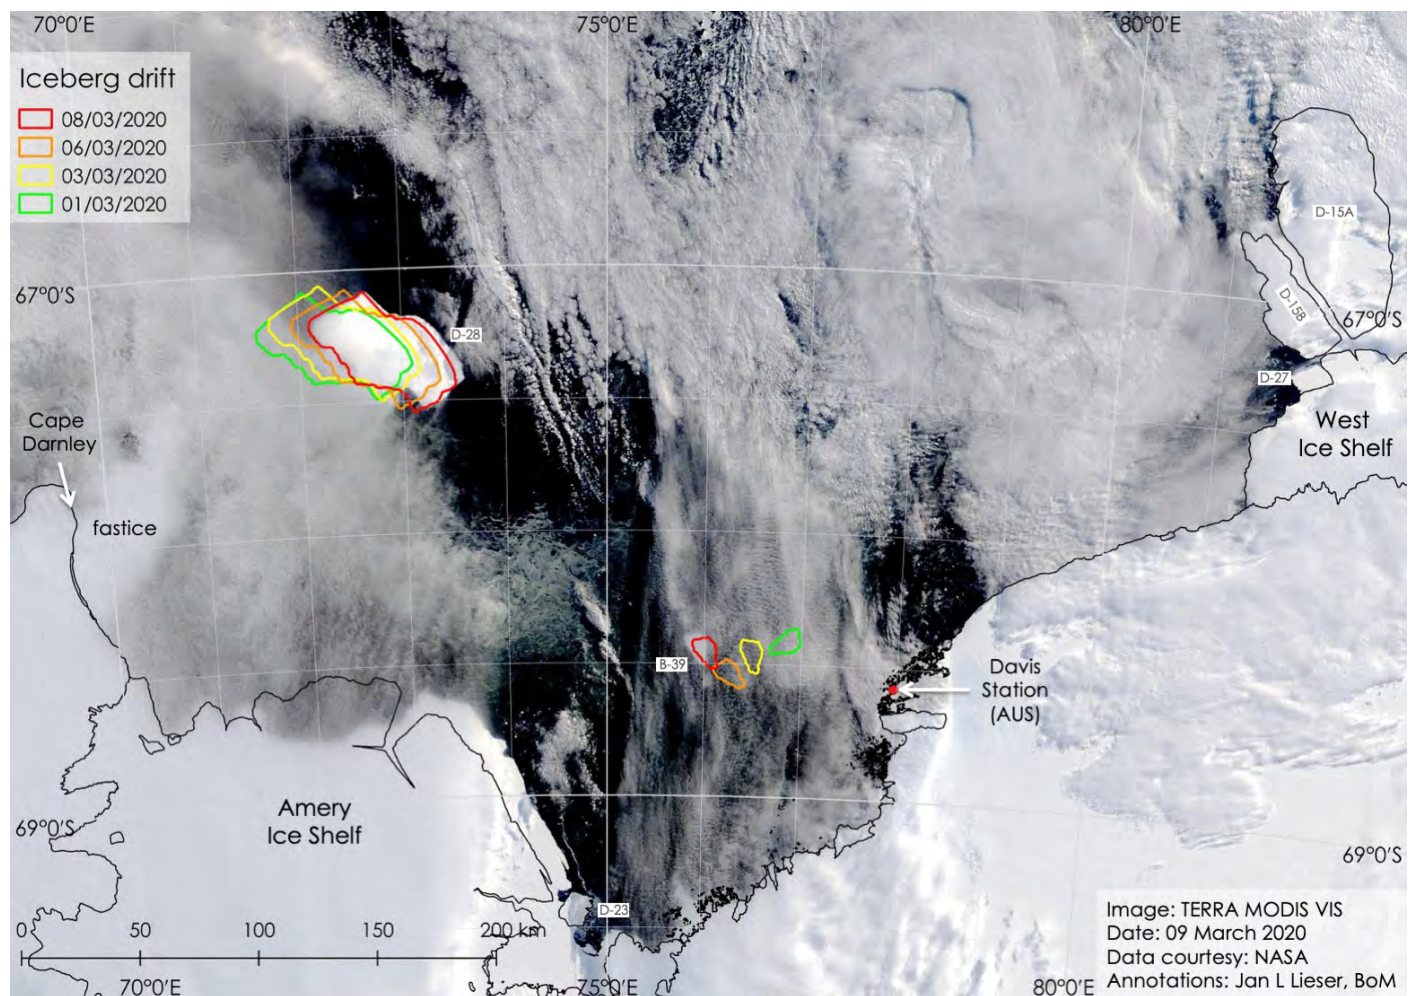 70°0'E
75°0'E
80°0'E
Iceberg drift
08/03/2020
06/03/2020
03/03/2020
01/03/2020
D-15A
67°0'S
D-15B
67°0'S
D-28
D-27
Cape
Darnley
West
Ice Shelf
fastice
B-39
Davis
Station
(AUS)
Amery
Ice Shelf
69°0'S
69°0'S
D-23
0 50 100 150 200 km
Image: TERRA MODIS VIS
Date: 09 March 2020
Data courtesy: NASA
Annotations: Jan L Lieser, BoM
70°0'E
75°0'E
80°0'E